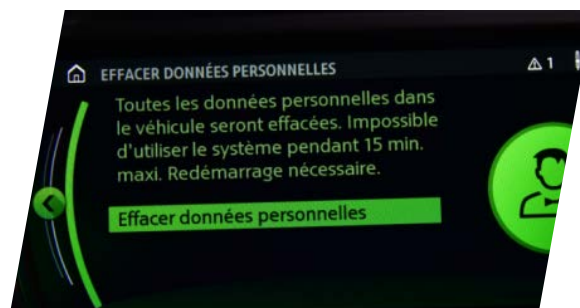 EFFACER DONNÉES PERSONNELLES
1
Toutes les données personnelles dans
le véhicule seront effacées. Impossible
d'utiliser le système pendant 15 min.
maxi. Redémarrage nécessaire.
Effacer données personnelles